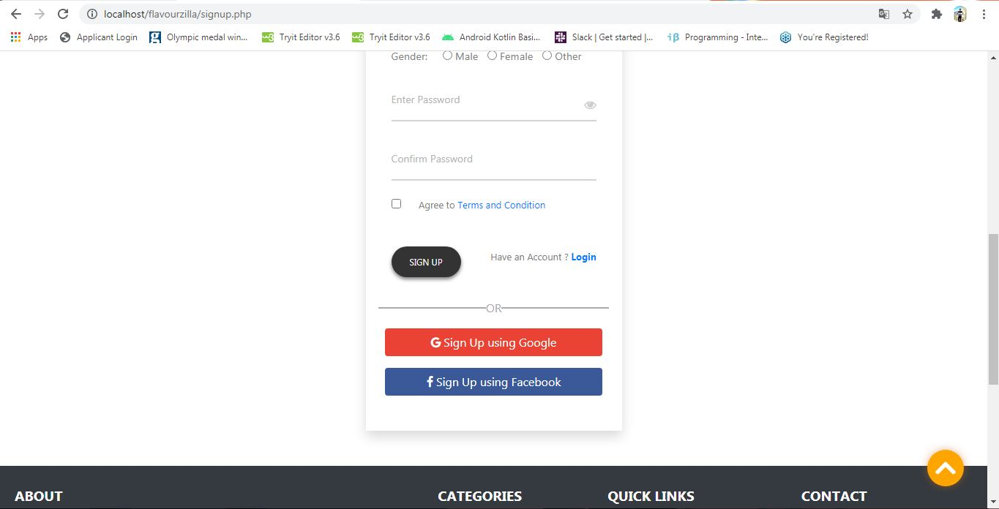 localhost/flavourzilla/signup.php
Apps Applicant Login Olympic medal win... Tryit Editor v3.6 Tryit Editor v3.6 Android Kotlin Basi... Slack | Get started |... Programming - Inte... You're Registered!
Gender: Male Female Other
Enter Password
Confirm Password
Agree to Terms and Condition
SIGN UP Have an Account ? Login
OR
G Sign Up using Google
f Sign Up using Facebook
ABOUT CATEGORIES QUICK LINKS CONTACT